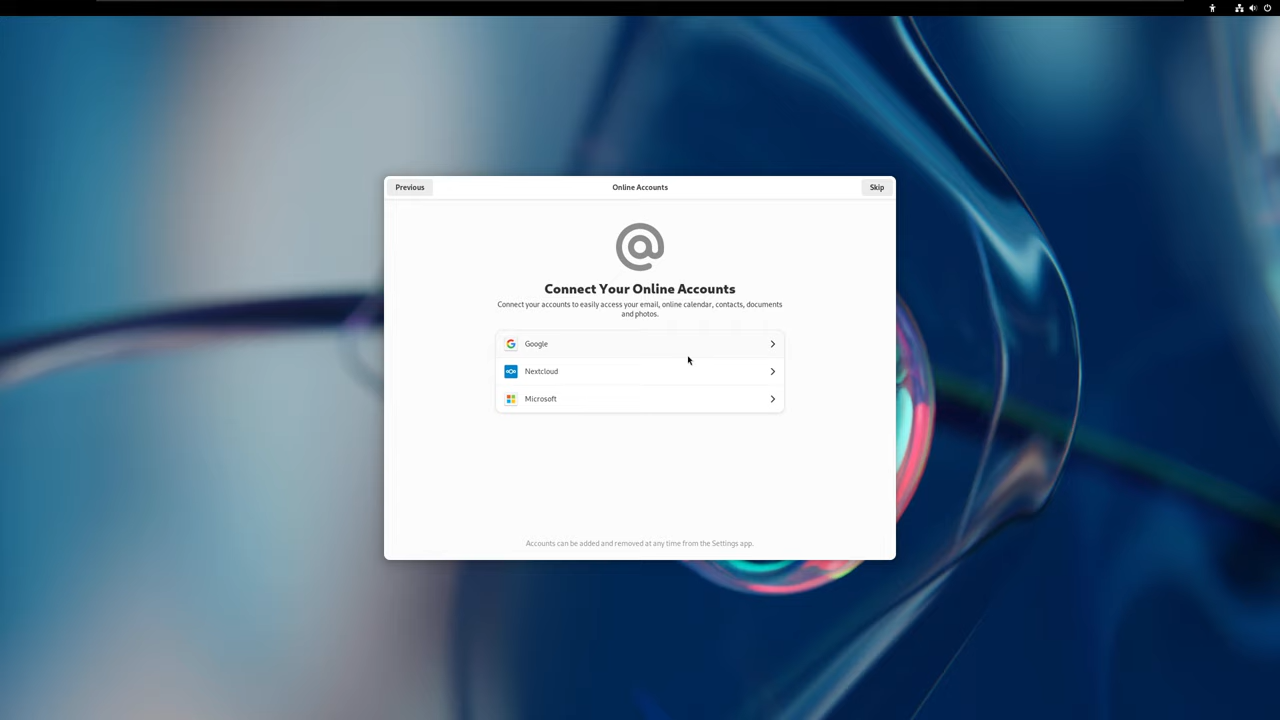 Previous
Online Accounts
Skip
Connect Your Online Accounts
Connect your accounts to easily access your email, online calendar, contacts, documents
and photos.
Google
Nextcloud
Microsoft
Accounts can be added and removed at any time from the Settings app.